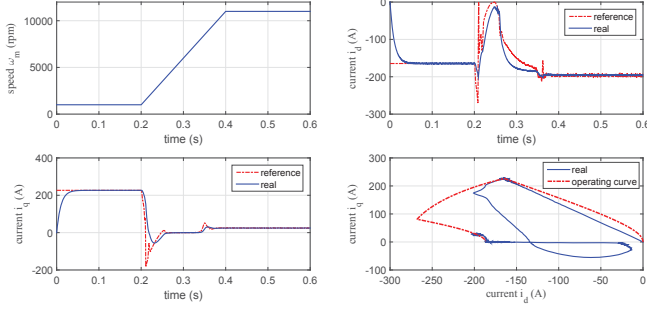 speed ω_m (rpm)
10000
5000
0
0 0.1 0.2 0.3 0.4 0.5 0.6
time (s)
current i_d (A)
0
-100
-200
-300
0 0.1 0.2 0.3 0.4 0.5 0.6
time (s)
reference
real
current i_q (A)
400
200
0
-200
0 0.1 0.2 0.3 0.4 0.5 0.6
time (s)
reference
real
current i_q (A)
300
200
100
0
-100
-300 -250 -200 -150 -100 -50 0
current i_d (A)
real
operating curve